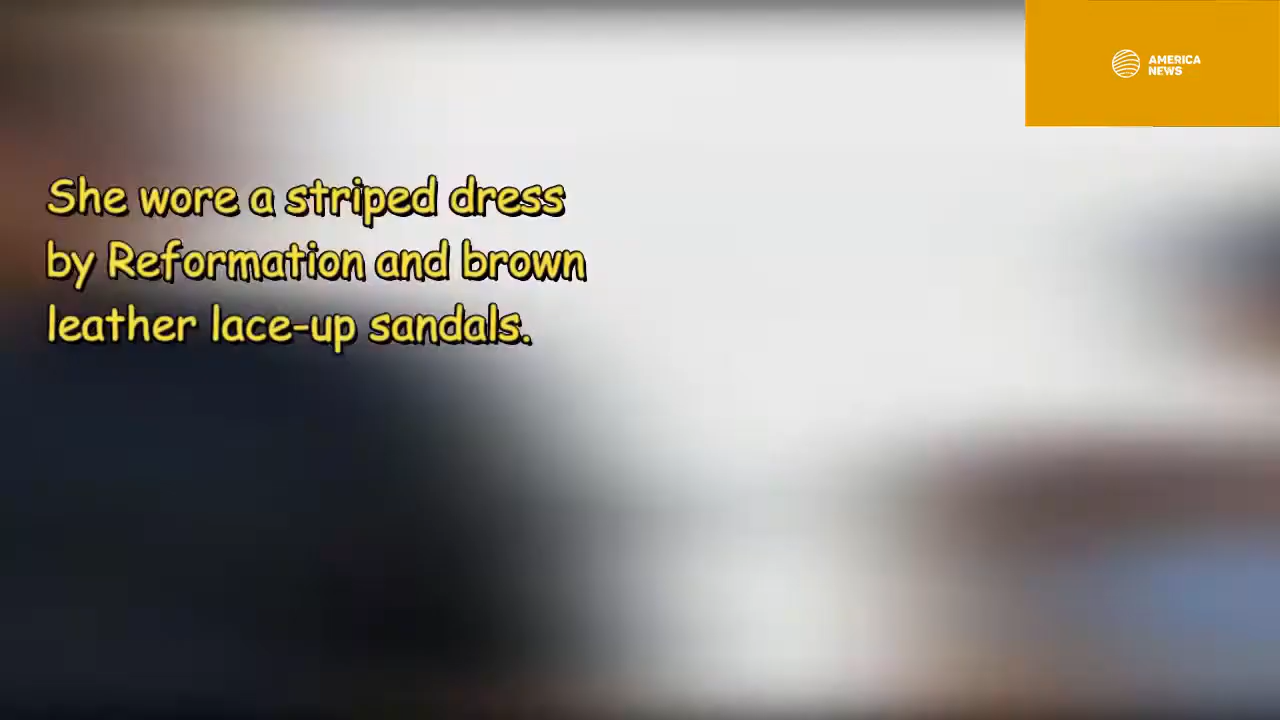 AMERICA
NEWS
She wore a striped dress
by Reformation and brown
leather lace-up sandals.